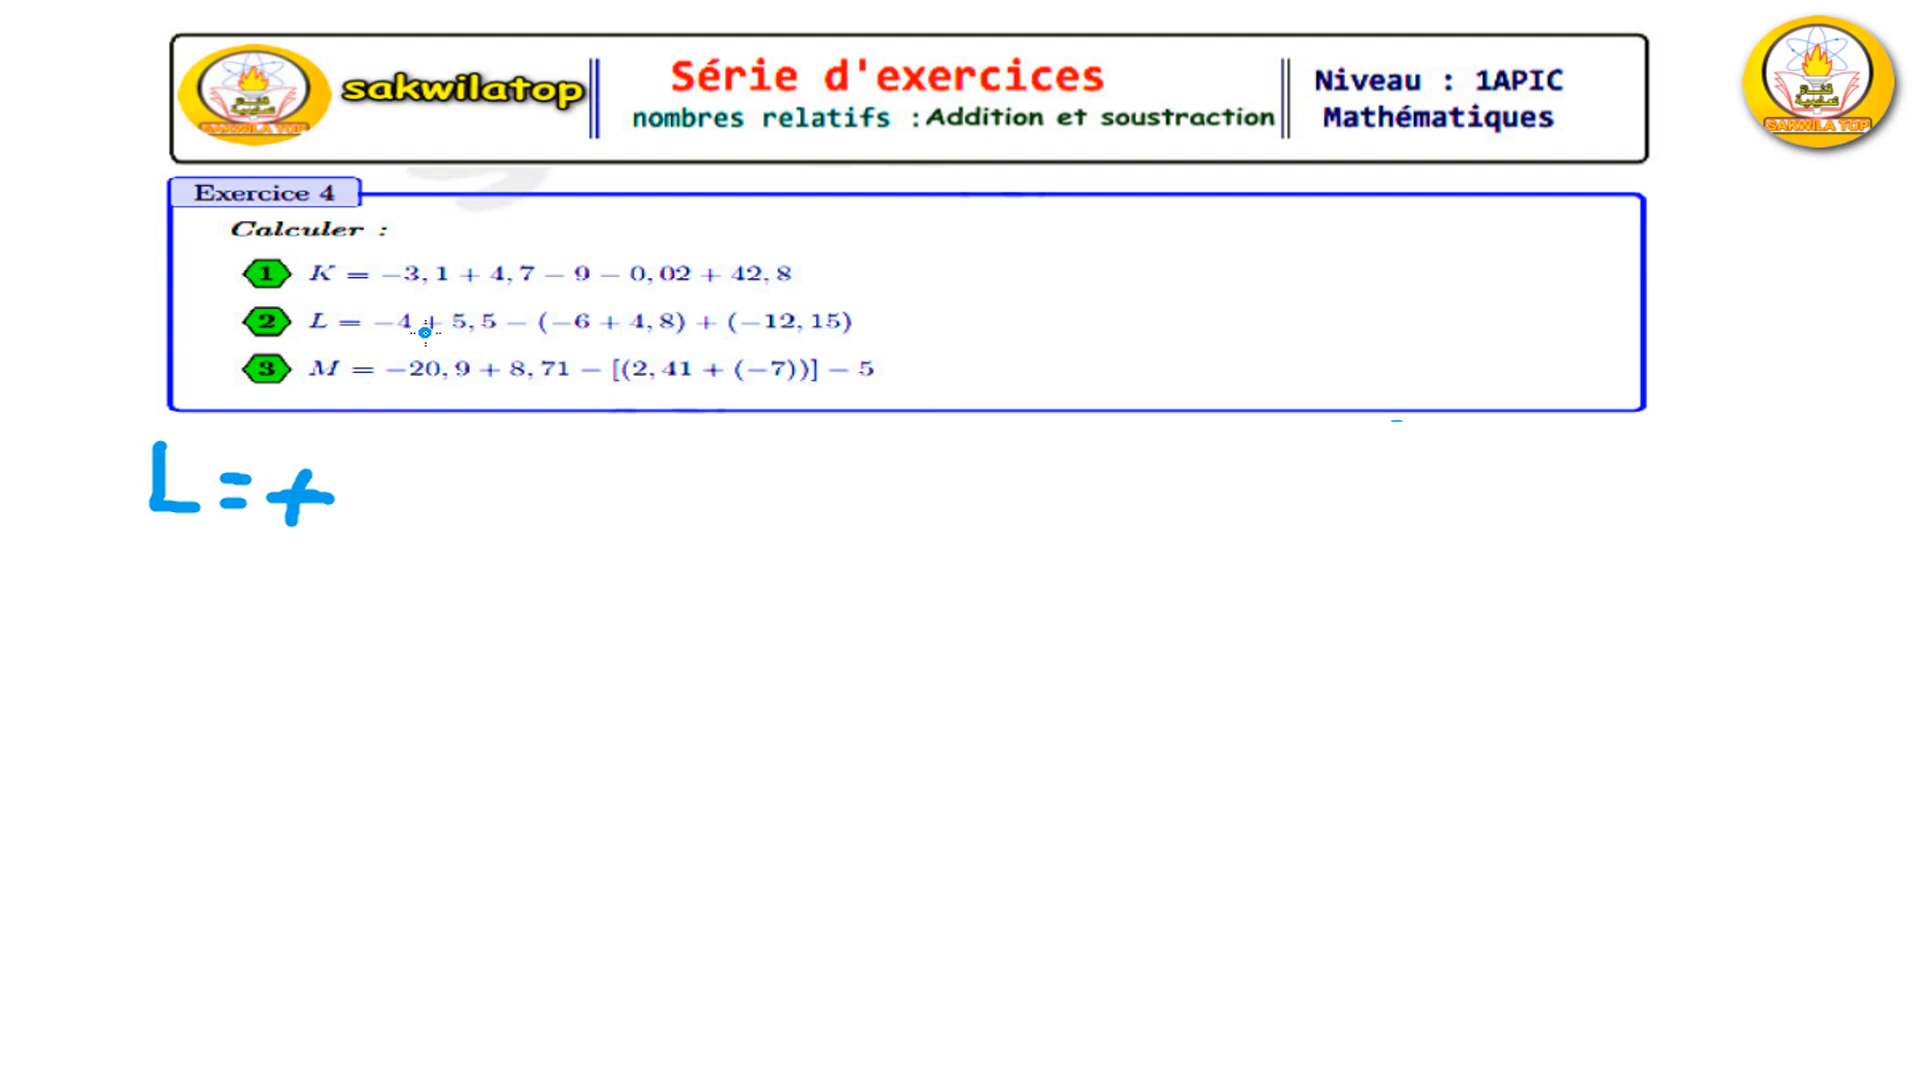 sakwilatop
Série d'exercices
nombres relatifs : Addition et soustraction
Niveau : 1APIC
Mathématiques
SAKWILA TOP
Exercice 4
Calculer :
1 K = −3, 1 + 4, 7 − 9 − 0, 02 + 42, 8
2 L = −4 + 5, 5 − (−6 + 4, 8) + (−12, 15)
3 M = −20, 9 + 8, 71 − [(2, 41 + (−7))] − 5
L = +